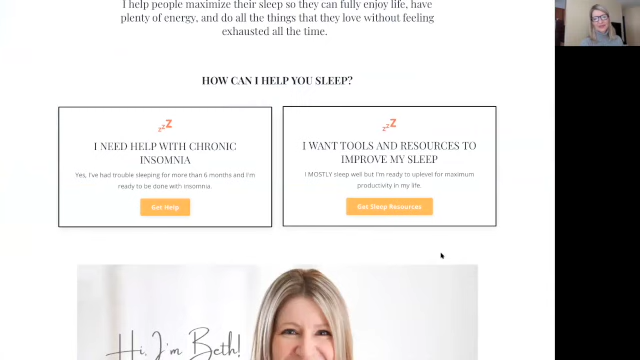 I help people maximize their sleep so they can fully enjoy life, have
plenty of energy, and do all the things that they love without feeling
exhausted all the time.
HOW CAN I HELP YOU SLEEP?
zzZ
I NEED HELP WITH CHRONIC
INSOMNIA
Yes, I've had trouble sleeping for more than 6 months and I'm
ready to be done with insomnia.
Get Help
zzZ
I WANT TOOLS AND RESOURCES TO
IMPROVE MY SLEEP
I MOSTLY sleep well but I'm ready to uplevel for maximum
productivity in my life.
Get Sleep Resources
Hi, I'm Beth!